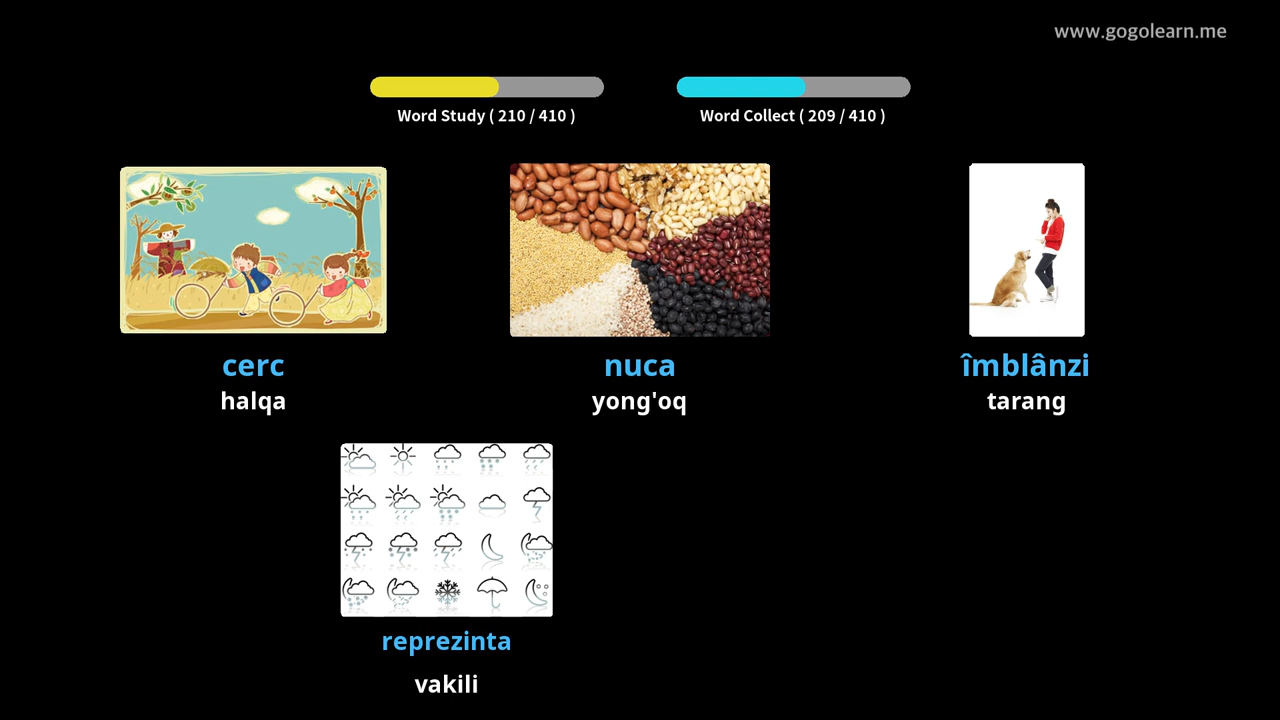 www.gogolearn.me
Word Study ( 210 / 410 )
Word Collect ( 209 / 410 )
cerc
halqa
nuca
yong'oq
îmblânzi
tarang
reprezinta
vakili